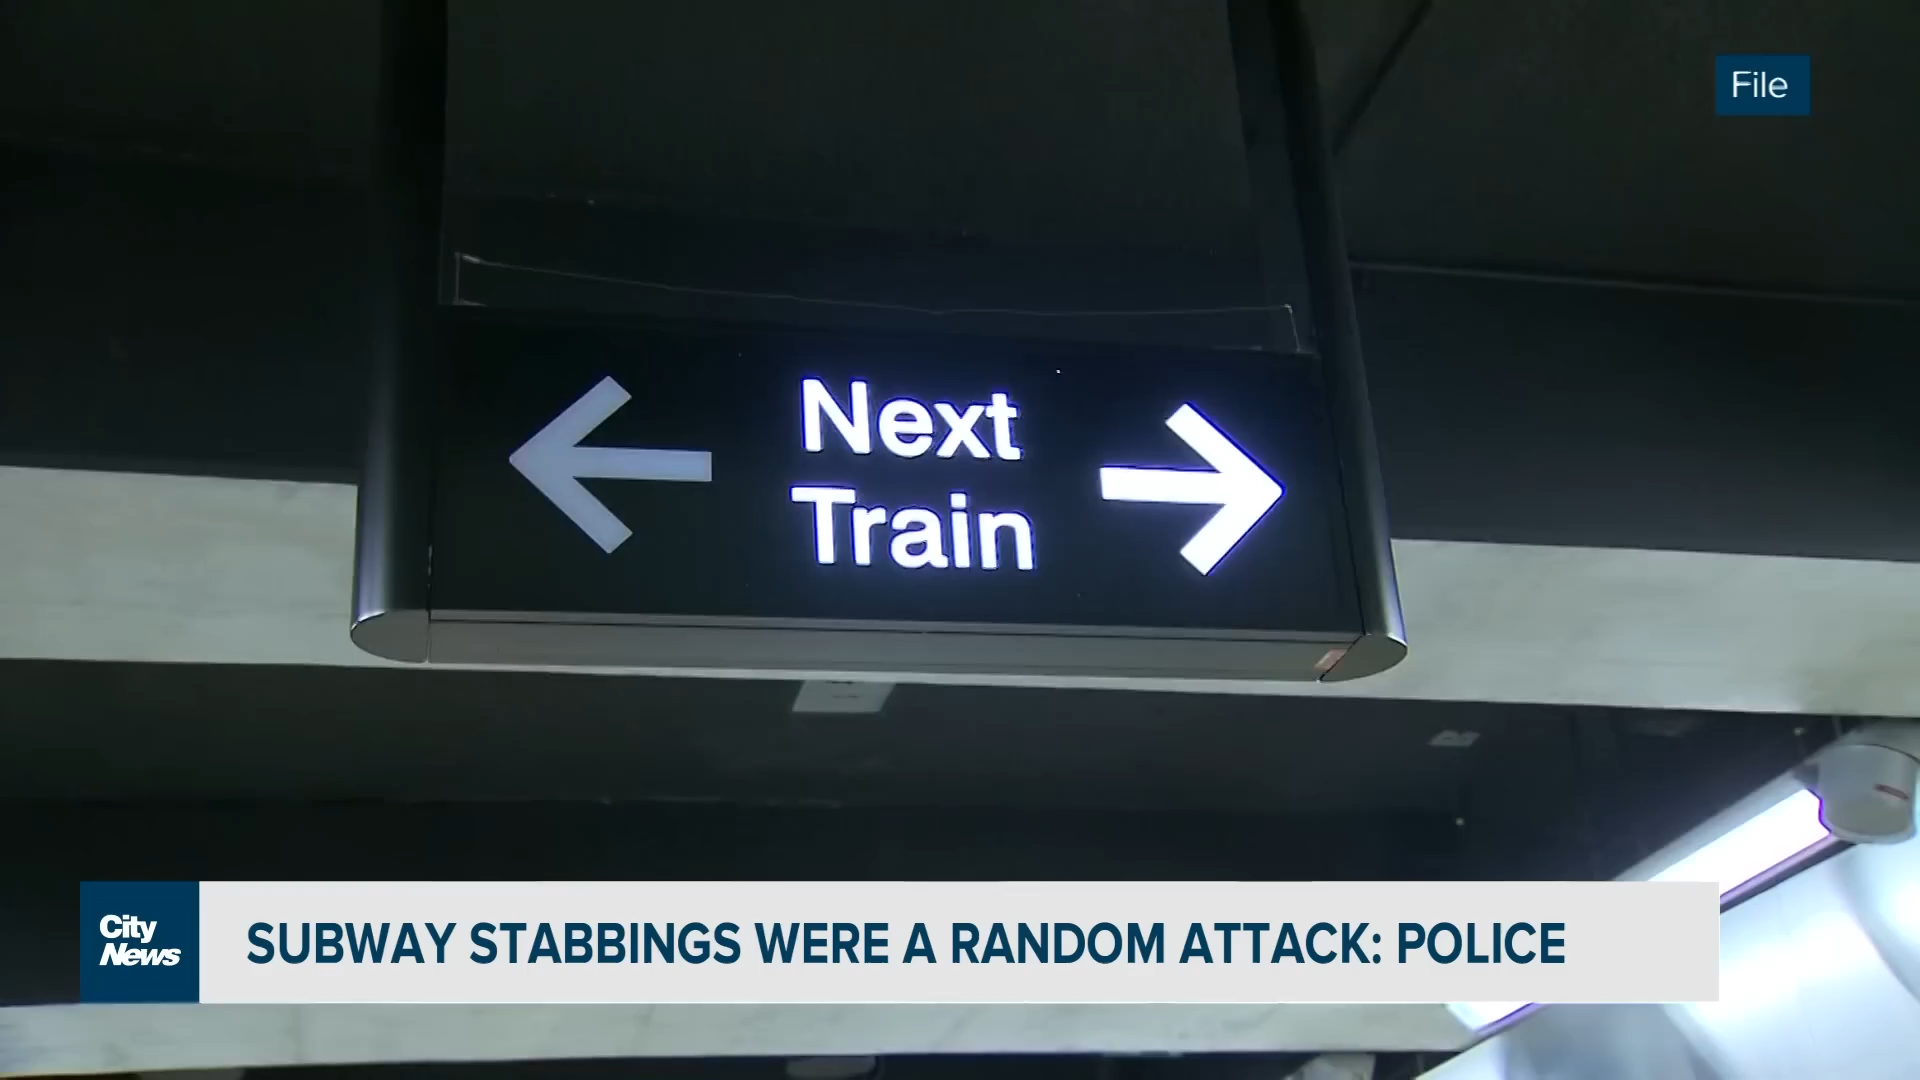 File
Next
Train
City
News
SUBWAY STABBINGS WERE A RANDOM ATTACK: POLICE